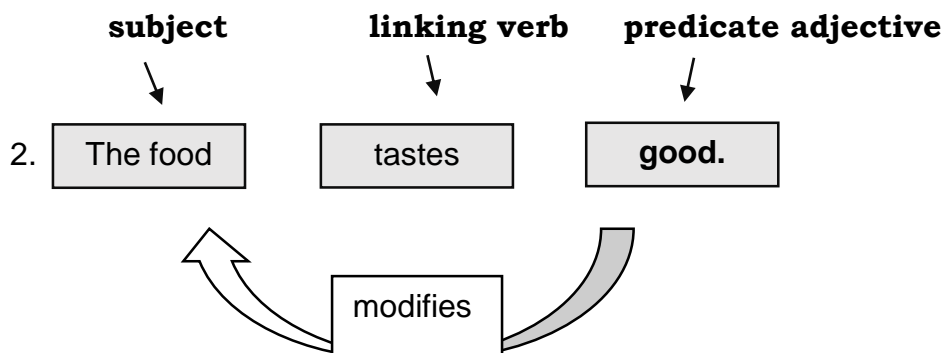 subject linking verb predicate adjective
2. The food tastes good.
modifies